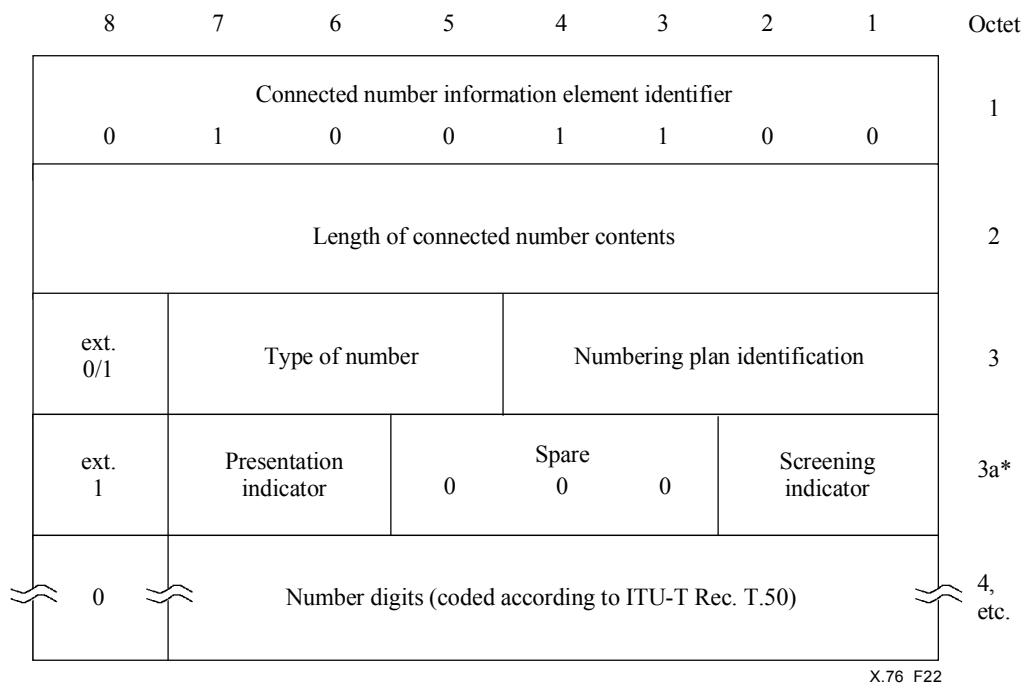 8 7 6 5 4 3 2 1 Octet
Connected number information element identifier
0 1 0 0 1 1 0 0
1
Length of connected number contents
2
ext.
0/1
Type of number
Numbering plan identification
3
ext.
1
Presentation
indicator
Spare
0 0 0
Screening
indicator
3a*
0
Number digits (coded according to ITU-T Rec. T.50)
4,
etc.
X.76_F22